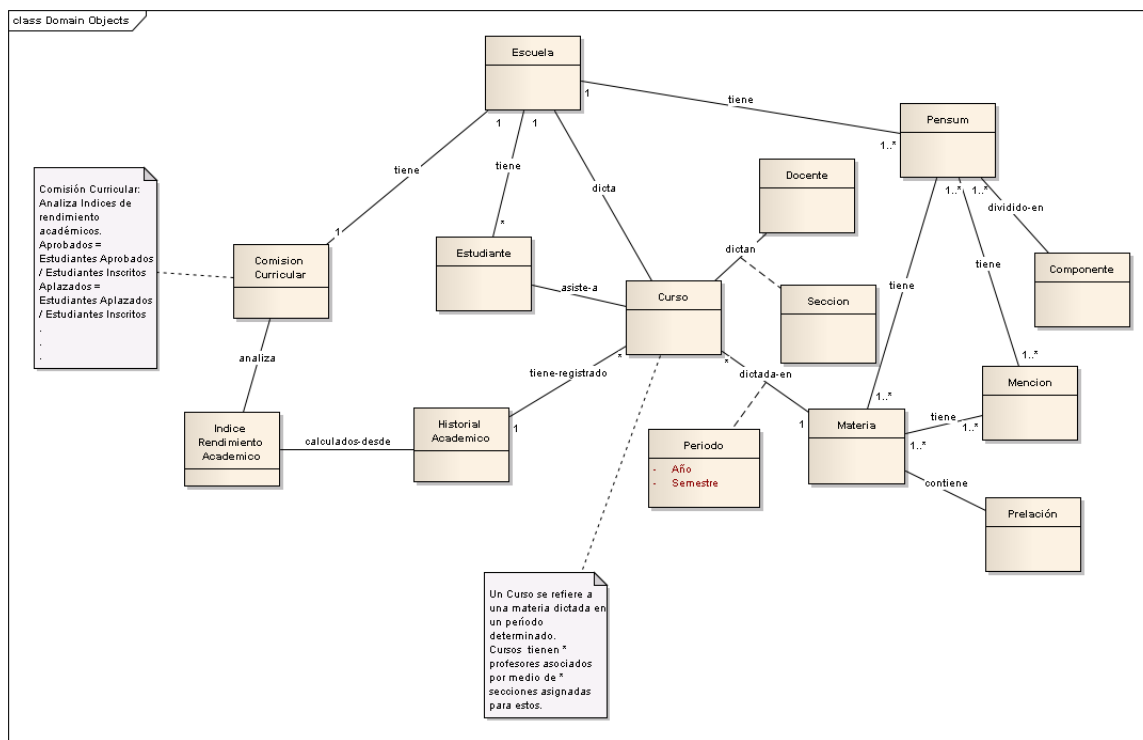 class Domain Objects
Escuela
1
tiene
1..*
Pensum
1
tiene
1
1
tiene
*
dicta
Comisión Curricular:
Analiza Indices de
rendimiento
académicos.
Aprobados =
Estudiantes Aprobados
/ Estudiantes Inscritos
Aplazados =
Estudiantes Aplazados
/ Estudiantes Inscritos
.
.
.
Docente
1..*
1..*
dividido-en
dictan
Comision
Curricular
Estudiante
asiste-a
Curso
Seccion
tiene
tiene
Componente
analiza
*
tiene-registrado
*
dictada-en
1..*
Mencion
Indice
Rendimiento
Academico
calculados-desde
Historial
Academico
1
Periodo
- Año
- Semestre
1
1..*
Materia
tiene
1..*
1..*
contiene
Prelación
Un Curso se refiere a
una materia dictada en
un período
determinado.
Cursos tienen *
profesores asociados
por medio de *
secciones asignadas
para estos.